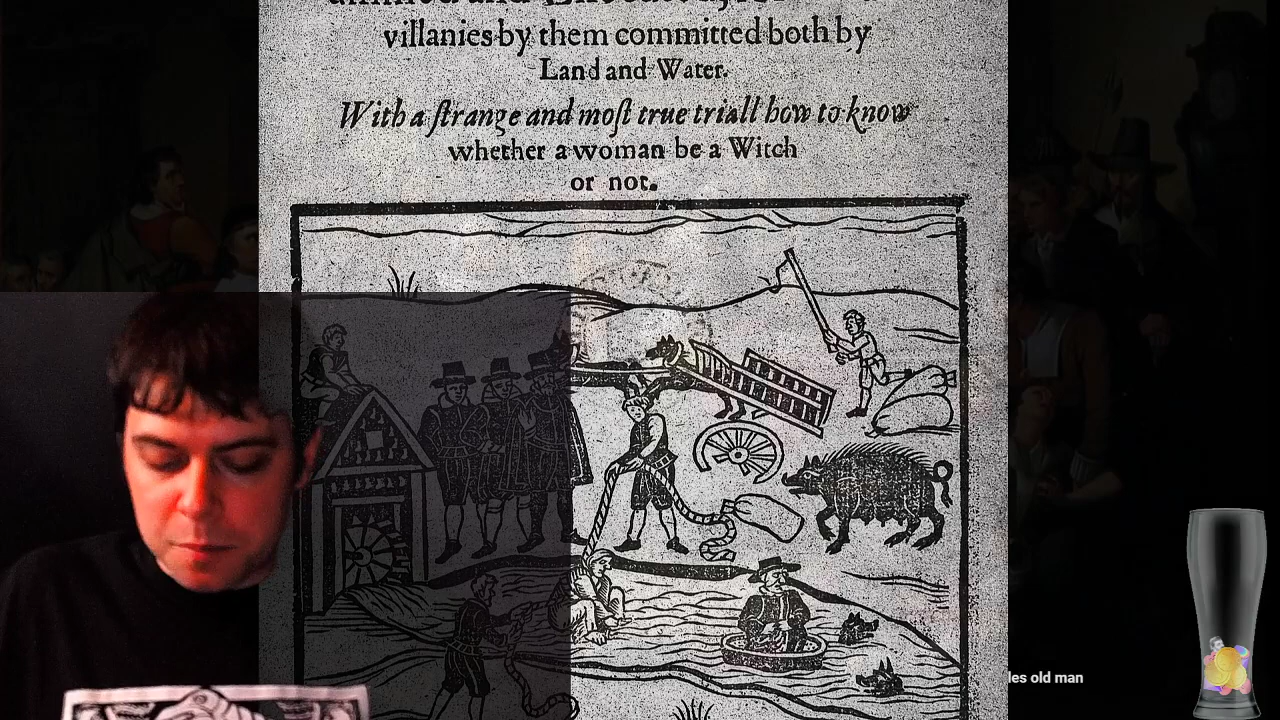 villanies by them committed both by
Land and Water.
With a ſtrange and moſt true triall how to know
whether a woman be a Witch
or not.
les old man